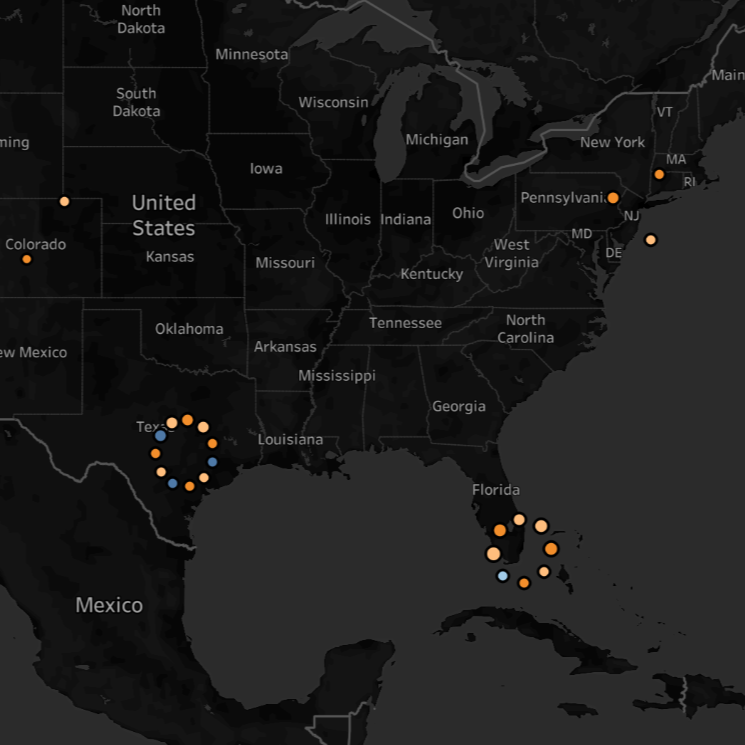 North
Dakota
Minnesota
Main
South
Dakota
Wisconsin
VT
ming
Michigan
New York
MA
Iowa
RI
United
States
Pennsylvani
Illinois
Indiana
Ohio
NJ
Colorado
MD
Kansas
West
Virginia
DE
Missouri
Kentucky
Oklahoma
Tennessee
North
Carolina
Arkansas
ew Mexico
Mississippi
Georgia
Texas
Louisiana
Florida
Mexico